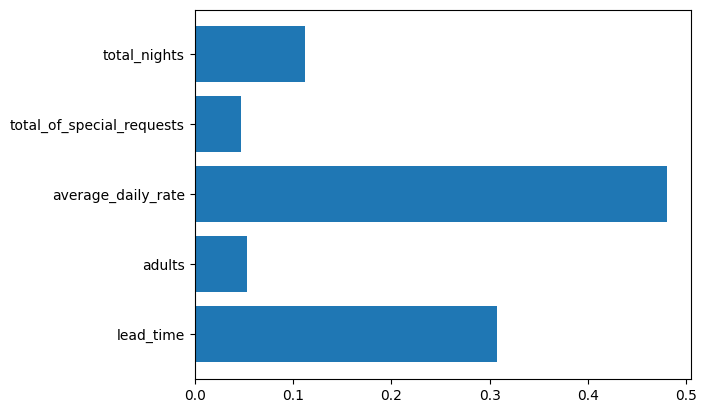 total_nights
total_of_special_requests
average_daily_rate
adults
lead_time
0.0 0.1 0.2 0.3 0.4 0.5